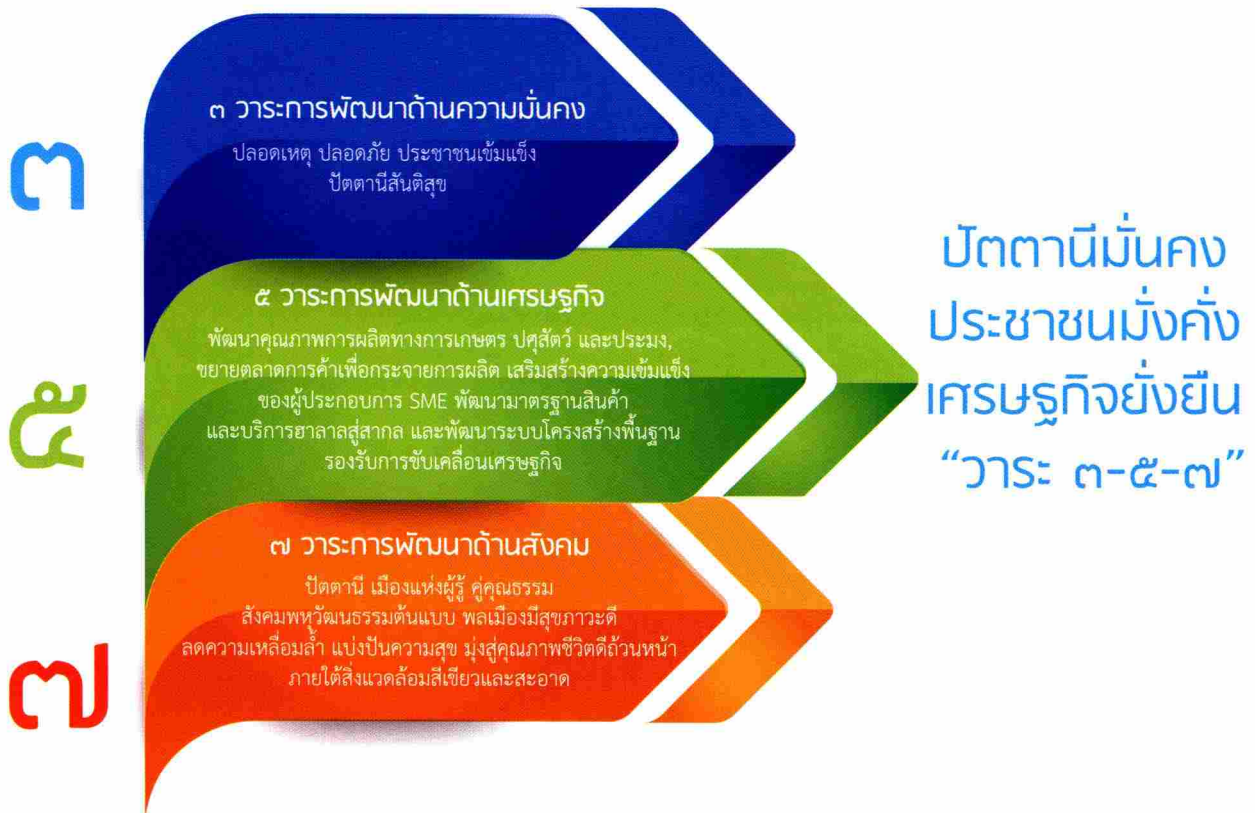 ๓
๓ วาระการพัฒนาด้านความมั่นคง
ปลอดเหตุ ปลอดภัย ประชาชนเข้มแข็ง
ปัตตานีสันติสุข
๕
๕ วาระการพัฒนาด้านเศรษฐกิจ
พัฒนาคุณภาพการผลิตทางการเกษตร ปศุสัตว์ และประมง,
ขยายตลาดการค้าเพื่อกระจายการผลิต เสริมสร้างความเข้มแข็ง
ของผู้ประกอบการ SME พัฒนามาตรฐานสินค้า
และบริการฮาลาลสู่สากล และพัฒนาระบบโครงสร้างพื้นฐาน
รองรับการขับเคลื่อนเศรษฐกิจ
๗
๗ วาระการพัฒนาด้านสังคม
ปัตตานี เมืองแห่งผู้รู้ คู่คุณธรรม
สังคมพหุวัฒนธรรมต้นแบบ พลเมืองมีสุขภาวะดี
ลดความเหลื่อมล้ำ แบ่งปันความสุข มุ่งสู่คุณภาพชีวิตดีถ้วนหน้า
ภายใต้สิ่งแวดล้อมสีเขียวและสะอาด
ปัตตานีมั่นคง
ประชาชนมั่งคั่ง
เศรษฐกิจยั่งยืน
“วาระ ๓-๕-๗”